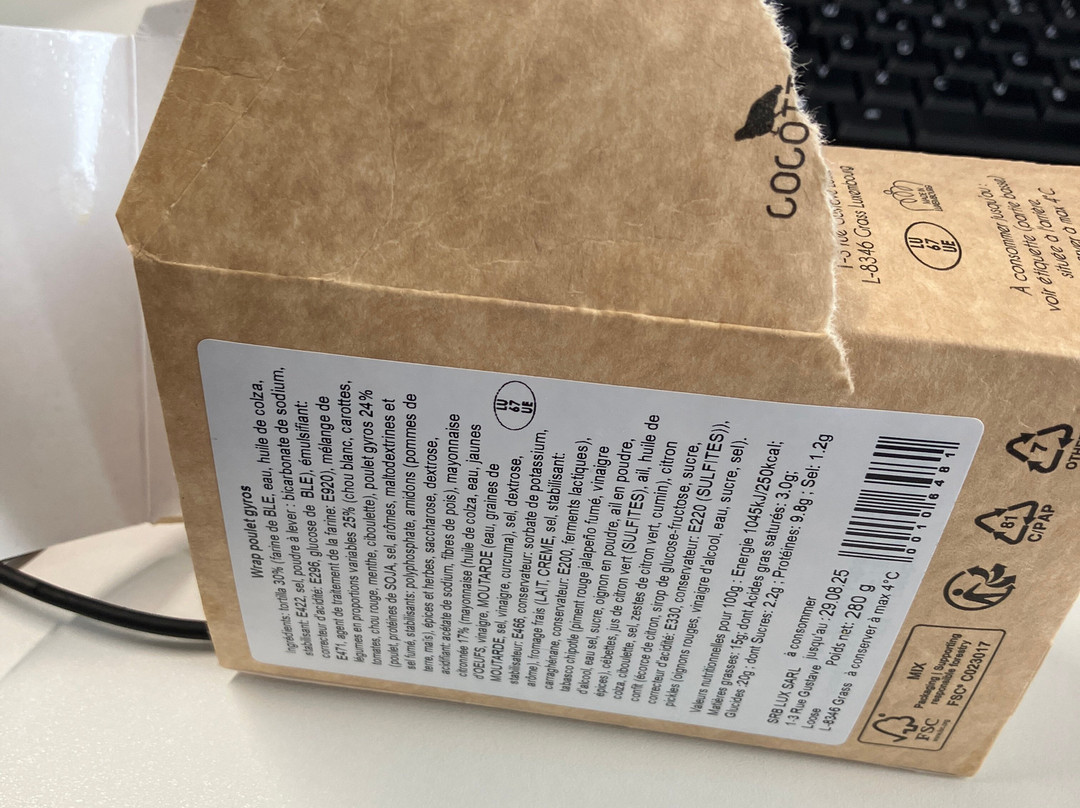 Wrap poulet gyros
Ingrédients: tortilla 30% (farine de BLE, eau, huile de colza,
stabilisant: E422, sel, poudre à lever : bicarbonate de sodium,
correcteur d'acidité: E296, glucose de BLE), émulsifiant:
E471, agent de traitement de la farine: E920), mélange de
légumes en proportions variables 25% (chou blanc, carottes,
tomates, chou rouge, menthe, ciboulette), poulet gyros 24%
(poulet, protéines de SOJA, sel, arômes, maltodextrines et
sel fumé, stabilisants: polyphosphate, amidons (pommes de
terre, maïs), épices et herbes, saccharose, dextrose,
acidifiant: acétate de sodium, fibres de pois), mayonnaise
citronnée 17% (mayonnaise (huile de colza, eau, jaunes
d'OEUFS, vinaigre, MOUTARDE (eau, graines de
MOUTARDE, sel, vinaigre, curcuma), sel, dextrose,
stabilisateur: E466, conservateur: sorbate de potassium,
arôme), fromage frais (LAIT, CREME, sel, stabilisant:
carraghénane, conservateur: E200, ferments lactiques),
tabasco chipotle (piment rouge jalapeño fumé, vinaigre
d'alcool, eau, sel, sucre, oignon en poudre, ail en poudre,
épices), cébettes, jus de citron vert (SULFITES), ail, huile de
colza, ciboulette, sel, zestes de citron vert, cumin), citron
confit (écorce de citron, sirop de glucose-fructose, sucre,
correcteur d'acidité: E330, conservateur: E220 (SULFITES)),
pickles (oignons rouges, vinaigre d'alcool, eau, sucre, sel).
LU
67
UE
Valeurs nutritionnelles pour 100g : Energie 1045kJ/250kcal;
Matières grasses: 15g; dont Acides gras saturés: 3.0g;
Glucides :20g ; dont Sucres: 2.2g ; Protéines: 9.8g ; Sel: 1.2g
SRB LUX SARL
1-3 Rue Gustave
Loose
L-8346 Grass
à consommer
jusqu'au : 29.08.25
Poids net: 280 g
à conserver à max 4°C
0010106481
COCOTT
L-8346 Grass Luxembourg
LU
67
UE
MADE IN
LUXEMBOURG
A consommer jusqu'au :
voir étiquette (partie basse)
située à l'arrière
max 4°C
FSC
MIX
Packaging | Supporting
responsible forestry
FSC® C023017
81
C/PAP
7